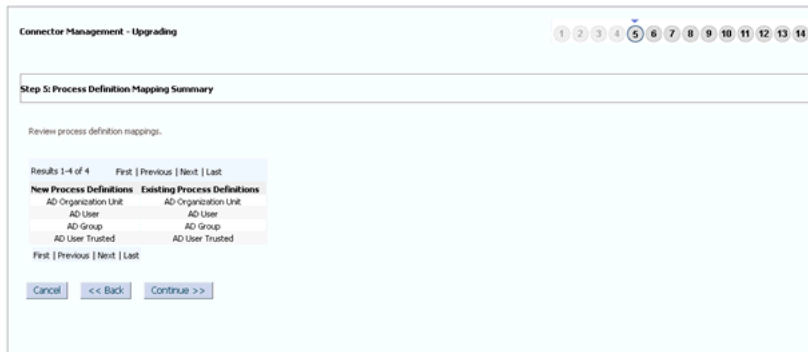 Connector Management - Upgrading
1 2 3 4 5 6 7 8 9 10 11 12 13 14
Step 5: Process Definition Mapping Summary
Review process definition mappings.
Results 1-4 of 4 First | Previous | Next | Last
New Process Definitions Existing Process Definitions
AD Organization Unit AD Organization Unit
AD User AD User
AD Group AD Group
AD User Trusted AD User Trusted
First | Previous | Next | Last
Cancel << Back Continue >>